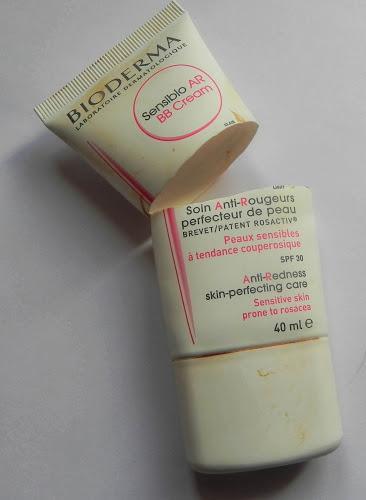 BIODERMA
LABORATOIRE DERMATOLOGIQUE
Sensibio AR
BB Cream
Soin Anti-Rougeurs
perfecteur de peau
BREVET/PATENT ROSACTIV®
Peaux sensibles
à tendance couperosique
SPF 30
Anti-Redness
skin-perfecting care
Sensitive skin
prone to rosacea
40 ml e